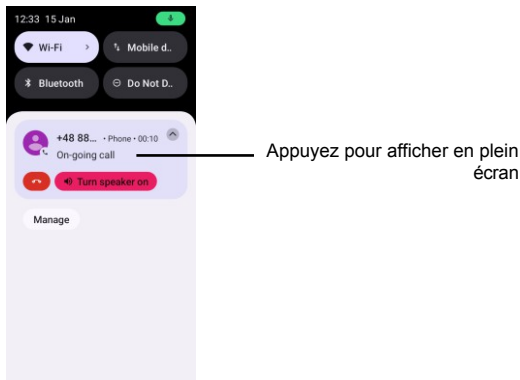 12:33 15 Jan
Wi-Fi
Mobile d..
Bluetooth
Do Not D..
+48 88... • Phone • 00:10
On-going call
Turn speaker on
Manage
Appuyez pour afficher en plein
écran